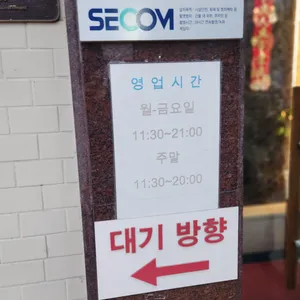 SECOM
영 업 시 간
월-금요일
11:30~21:00
주말
11:30~20:00
대기 방향